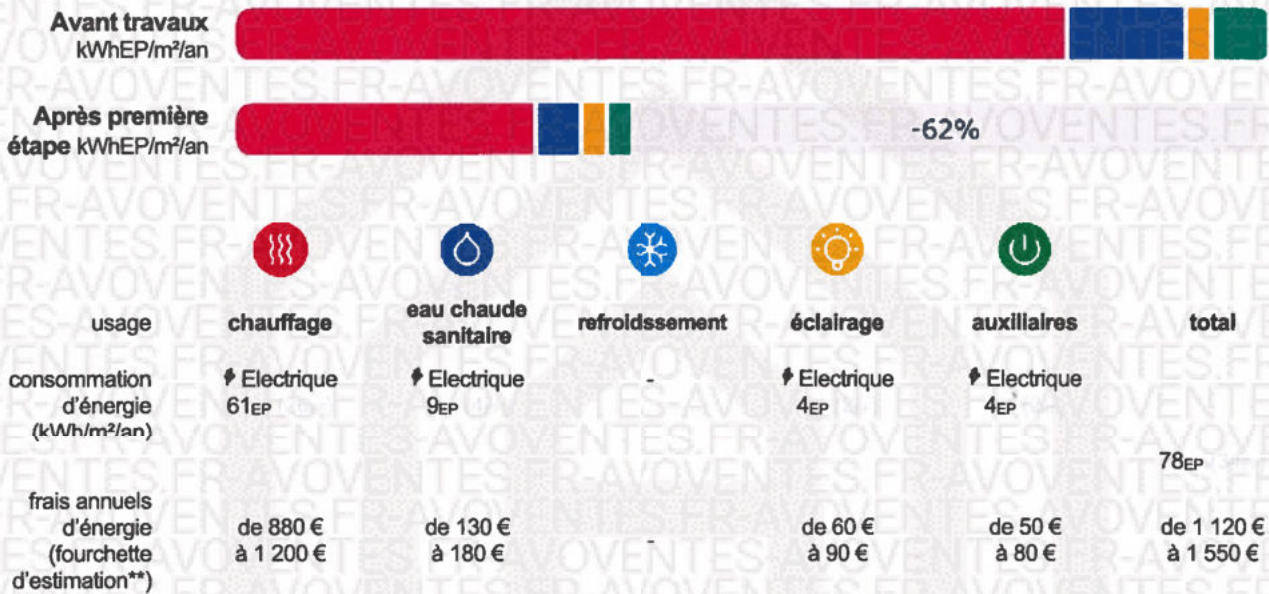 Avant travaux
kWhEP/m²/an
Après première
étape kWhEP/m²/an
-62%
usage
chauffage
eau chaude
sanitaire
refroidssement
éclairage
auxiliaires
total
consommation
d'énergie
(kWh/m²/an)
Electrique
61EP
Electrique
9EP
-
Electrique
4EP
Electrique
4EP
78EP
frais annuels
d'énergie
(fourchette
d'estimation**)
de 880 €
à 1 200 €
de 130 €
à 180 €
-
de 60 €
à 90 €
de 50 €
à 80 €
de 1 120 €
à 1 550 €